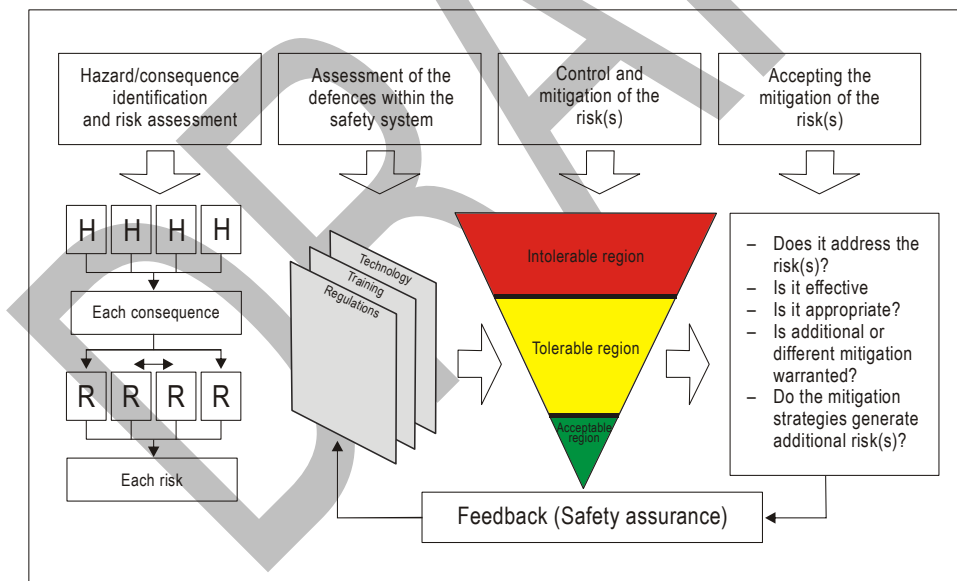 Hazard/consequence
identification
and risk assessment
Assessment of the
defences within the
safety system
Control and
mitigation of the
risk(s)
Accepting the
mitigation of the
risk(s)
H H H H
Each consequence
R R R R
Each risk
Technology
Training
Regulations
Intolerable region
Tolerable region
Acceptable
region
– Does it address the
risk(s)?
– Is it effective
– Is it appropriate?
– Is additional or
different mitigation
warranted?
– Do the mitigation
strategies generate
additional risk(s)?
Feedback (Safety assurance)